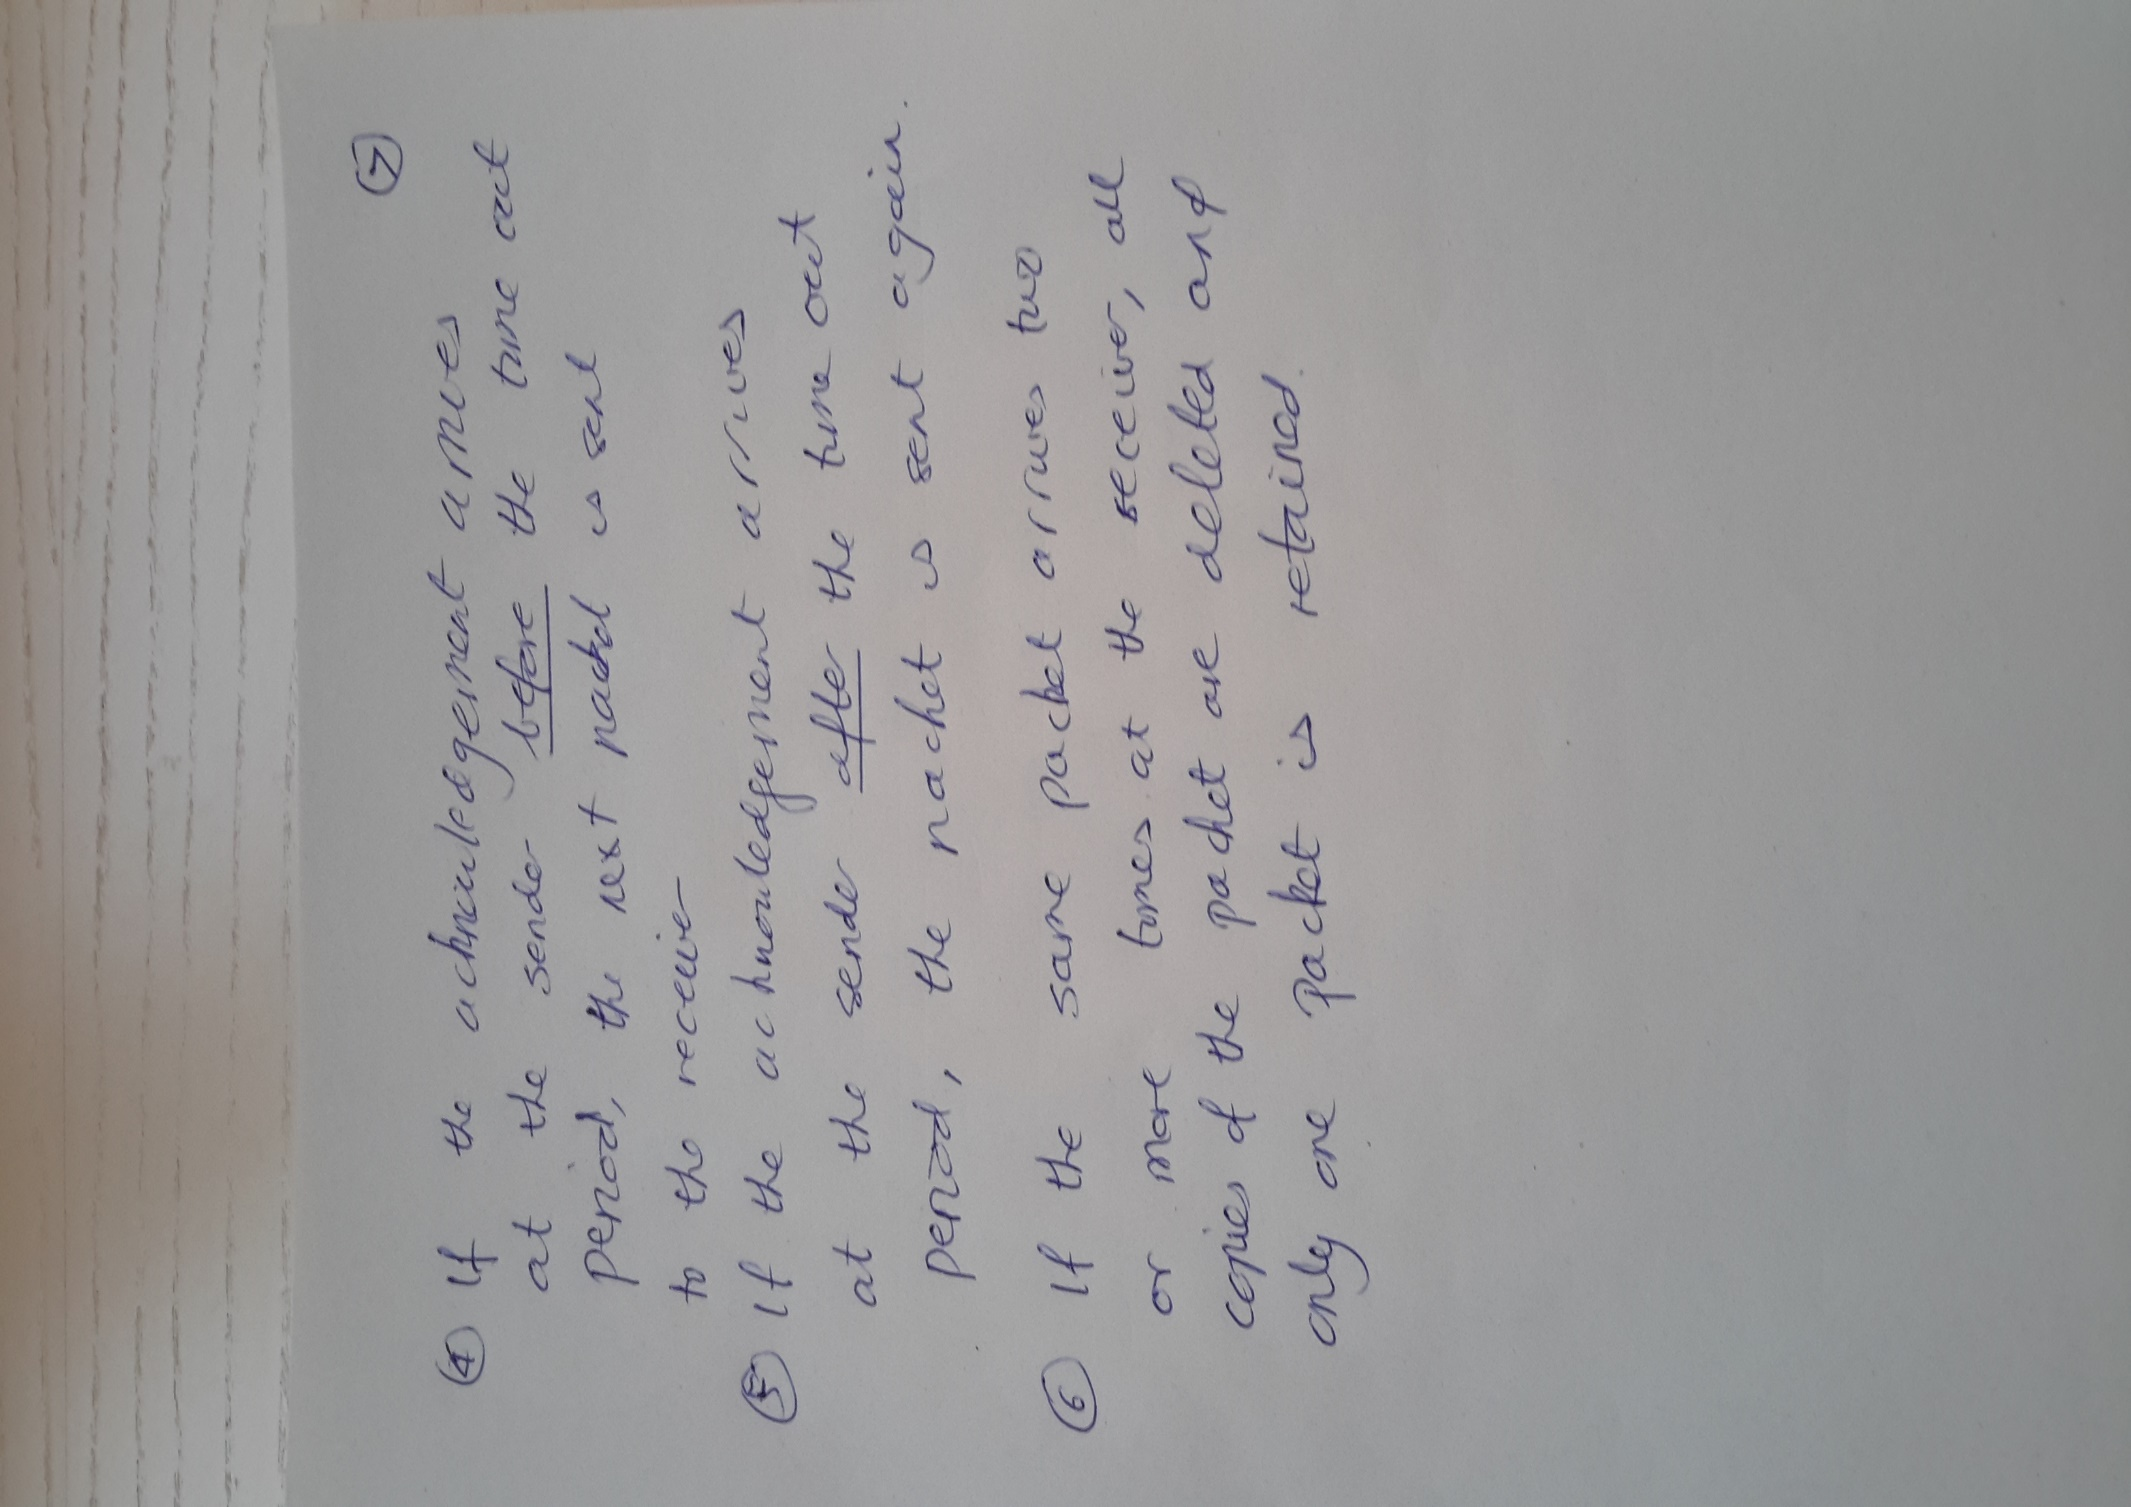 7
4 If the acknowledgement arrives
at the sender before the time out
period, the next packet is sent
to the receiver
5 If the acknowledgement arrives
at the sender after the time out
period, the packet is sent again.
6 If the same packet arrives two
or more times at the receiver, all
copies of the packet are deleted and
only one packet is retained.